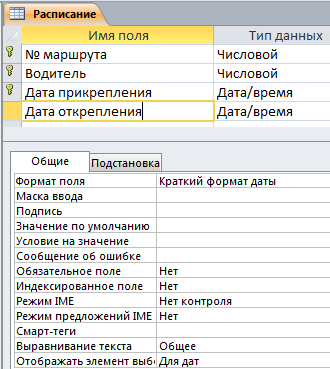 Расписание
Имя поля Тип данных
№ маршрута Числовой
Водитель Числовой
Дата прикрепления Дата/время
Дата открепления Дата/время
Общие Подстановка
Формат поля Краткий формат даты
Маска ввода
Подпись
Значение по умолчанию
Условие на значение
Сообщение об ошибке
Обязательное поле Нет
Индексированное поле Нет
Режим IME Нет контроля
Режим предложений IME Нет
Смарт-теги
Выравнивание текста Общее
Отображать элемент выбо Для дат